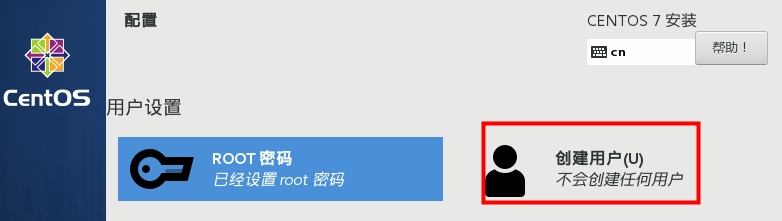 配置
CENTOS 7 安装
cn
帮助！
CentOS
用户设置
ROOT 密码
已经设置 root 密码
创建用户(U)
不会创建任何用户